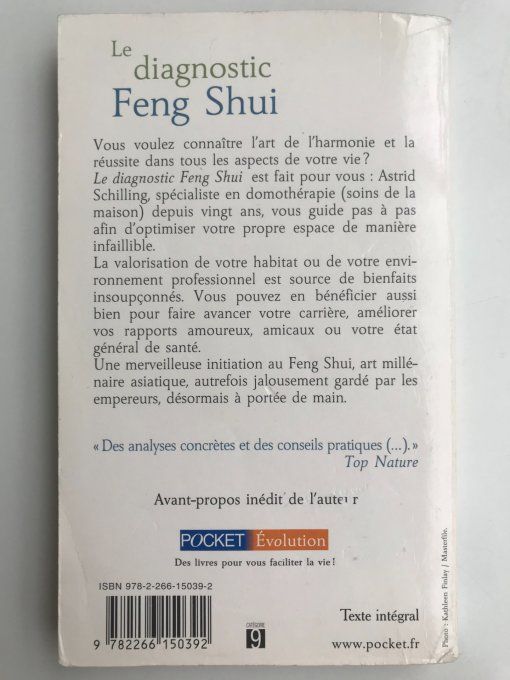 Le
diagnostic
Feng Shui
Vous voulez connaître l'art de l'harmonie et la
réussite dans tous les aspects de votre vie ?
Le diagnostic Feng Shui est fait pour vous : Astrid
Schilling, spécialiste en domothérapie (soins de la
maison) depuis vingt ans, vous guide pas à pas
afin d'optimiser votre propre espace de manière
infaillible.
La valorisation de votre habitat ou de votre envi-
ronnement professionnel est source de bienfaits
insoupçonnés. Vous pouvez en bénéficier aussi
bien pour faire avancer votre carrière, améliorer
vos rapports amoureux, amicaux ou votre état
général de santé.
Une merveilleuse initiation au Feng Shui, art millé-
naire asiatique, autrefois jalousement gardé par les
empereurs, désormais à portée de main.
« Des analyses concrètes et des conseils pratiques (...). »
Top Nature
Avant-propos inédit de l'auteur
POCKET Évolution
Des livres pour vous faciliter la vie !
ISBN 978-2-266-15039-2
9 782266 150392
CATÉGORIE
9
Texte intégral
www.pocket.fr
Photo : Kathleen Finlay / Masterfile.